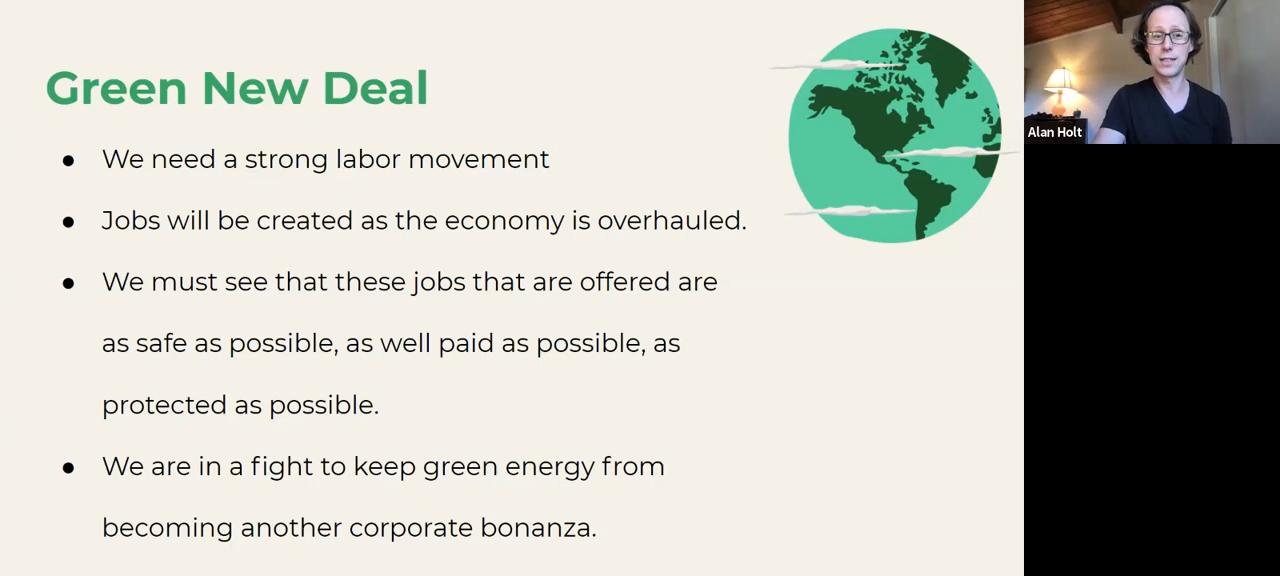 Green New Deal
● We need a strong labor movement
● Jobs will be created as the economy is overhauled.
● We must see that these jobs that are offered are
as safe as possible, as well paid as possible, as
protected as possible.
● We are in a fight to keep green energy from
becoming another corporate bonanza.
Alan Holt